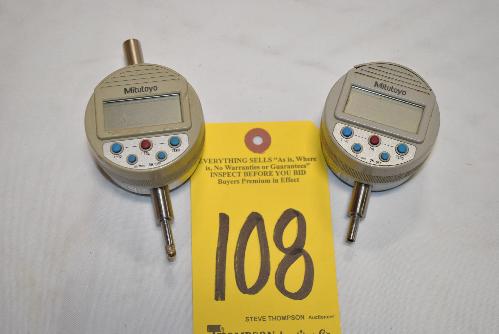 Mitutoyo
Mitutoyo
EVERYTHING SELLS "As is, Where
is, No Warranties or Guarantees"
INSPECT BEFORE YOU BID
Buyers Premium in Effect
108
STEVE THOMPSON Auctioneer
THOMPSON